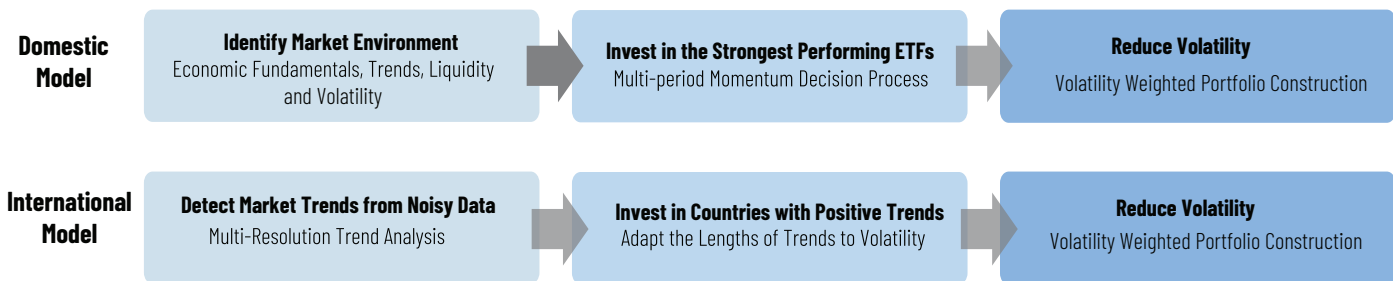 Domestic
Model
Identify Market Environment
Economic Fundamentals, Trends, Liquidity
and Volatility
Invest in the Strongest Performing ETFs
Multi-period Momentum Decision Process
Reduce Volatility
Volatility Weighted Portfolio Construction
International
Model
Detect Market Trends from Noisy Data
Multi-Resolution Trend Analysis
Invest in Countries with Positive Trends
Adapt the Lengths of Trends to Volatility
Reduce Volatility
Volatility Weighted Portfolio Construction